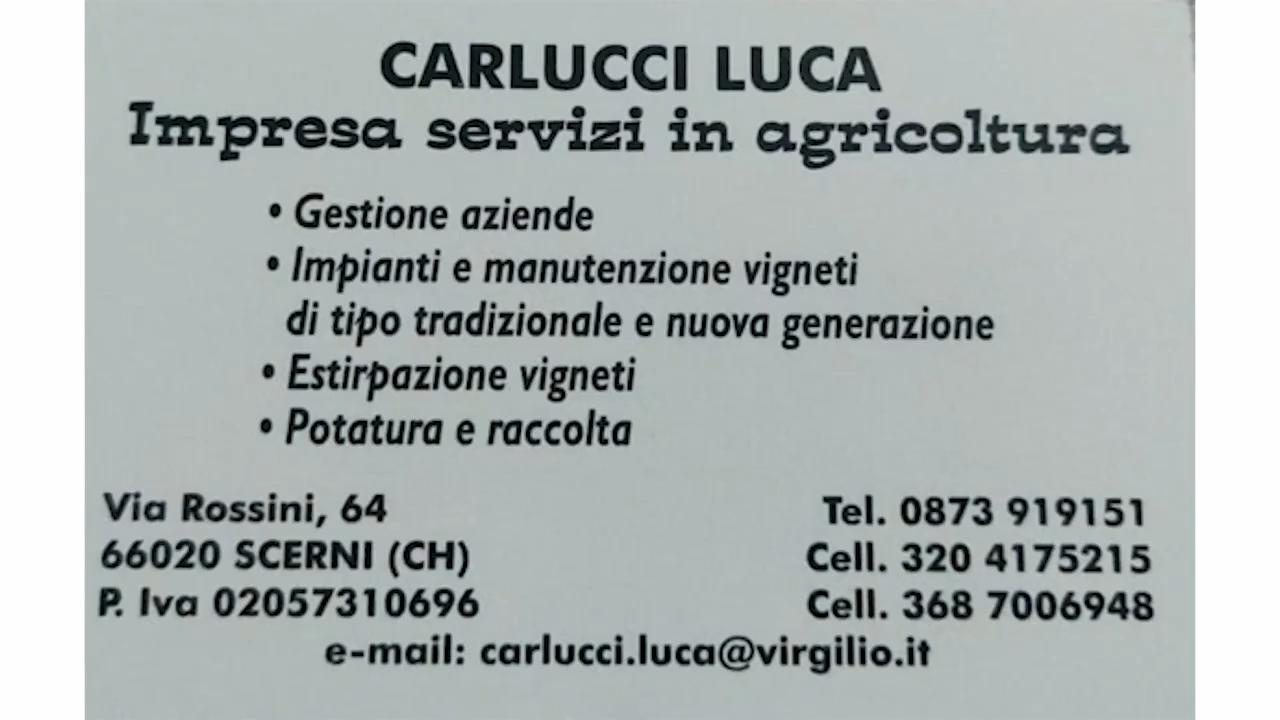 CARLUCCI LUCA
Impresa servizi in agricoltura
• Gestione aziende
• Impianti e manutenzione vigneti
di tipo tradizionale e nuova generazione
• Estirpazione vigneti
• Potatura e raccolta
Via Rossini, 64
66020 SCERNI (CH)
P. Iva 02057310696
Tel. 0873 919151
Cell. 320 4175215
Cell. 368 7006948
e-mail: carlucci.luca@virgilio.it